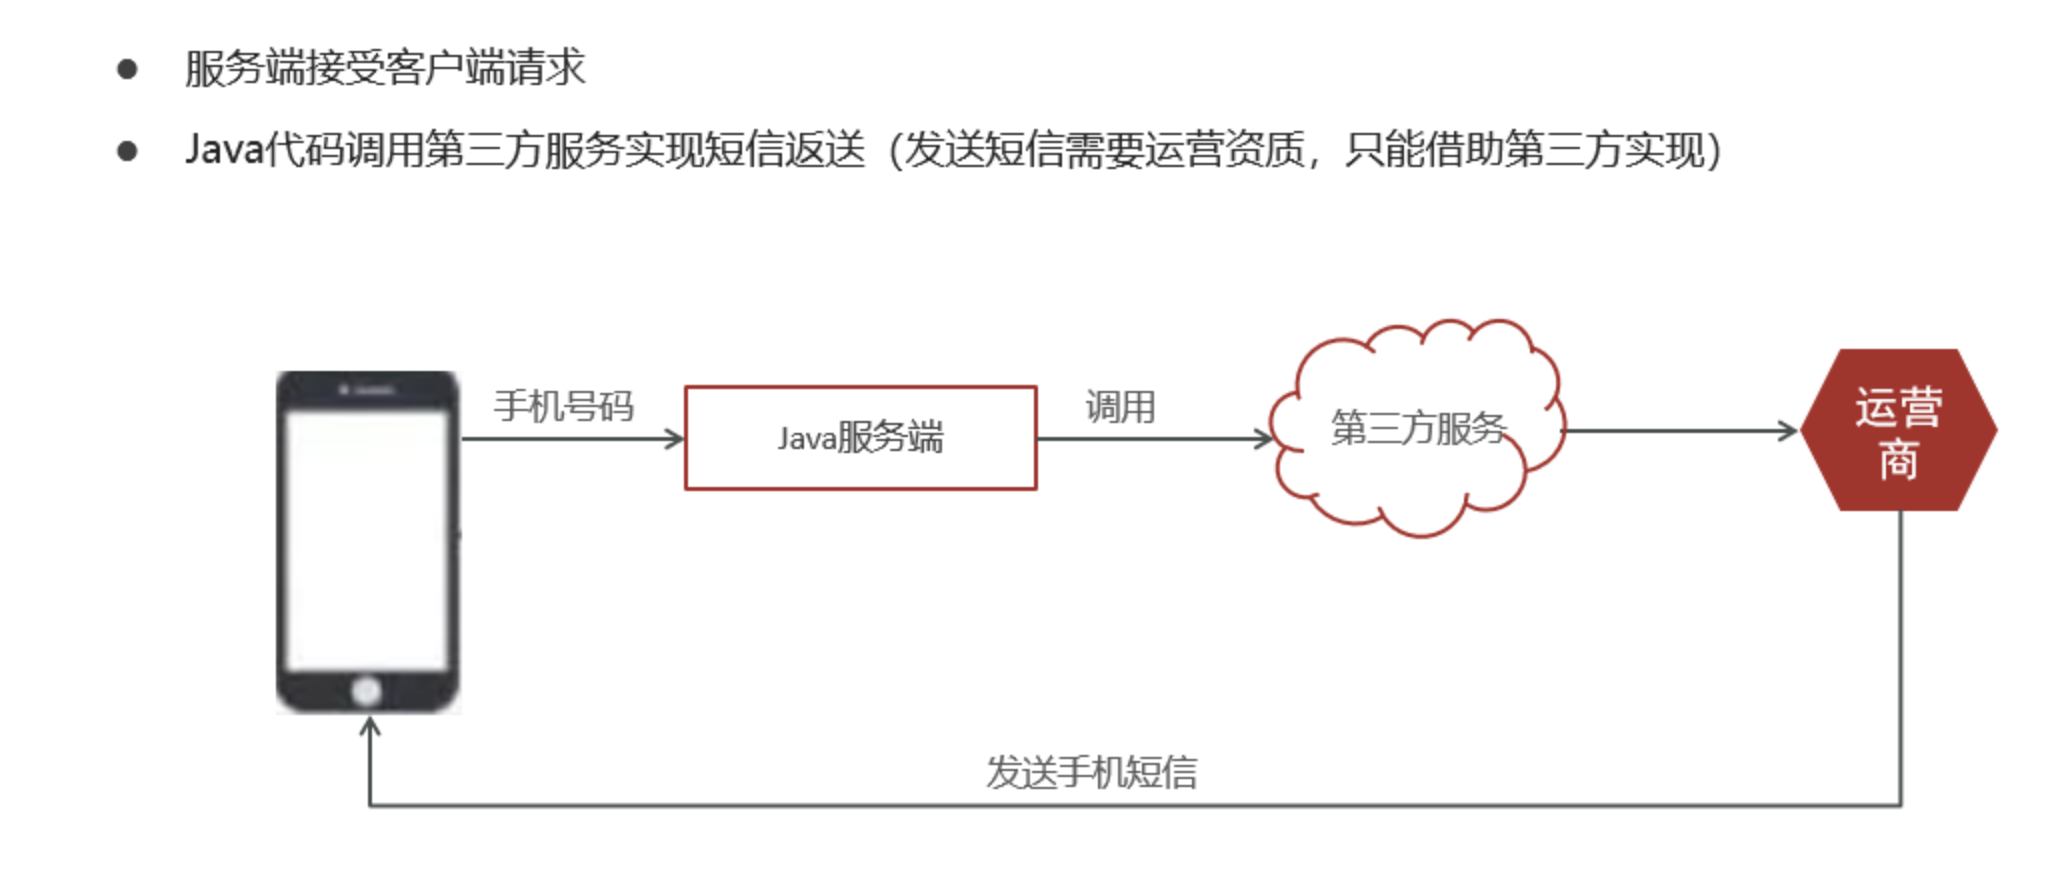 服务端接受客户端请求
Java代码调用第三方服务实现短信返送（发送短信需要运营资质，只能借助第三方实现）
手机号码
Java服务端
调用
第三方服务
运营
商
发送手机短信